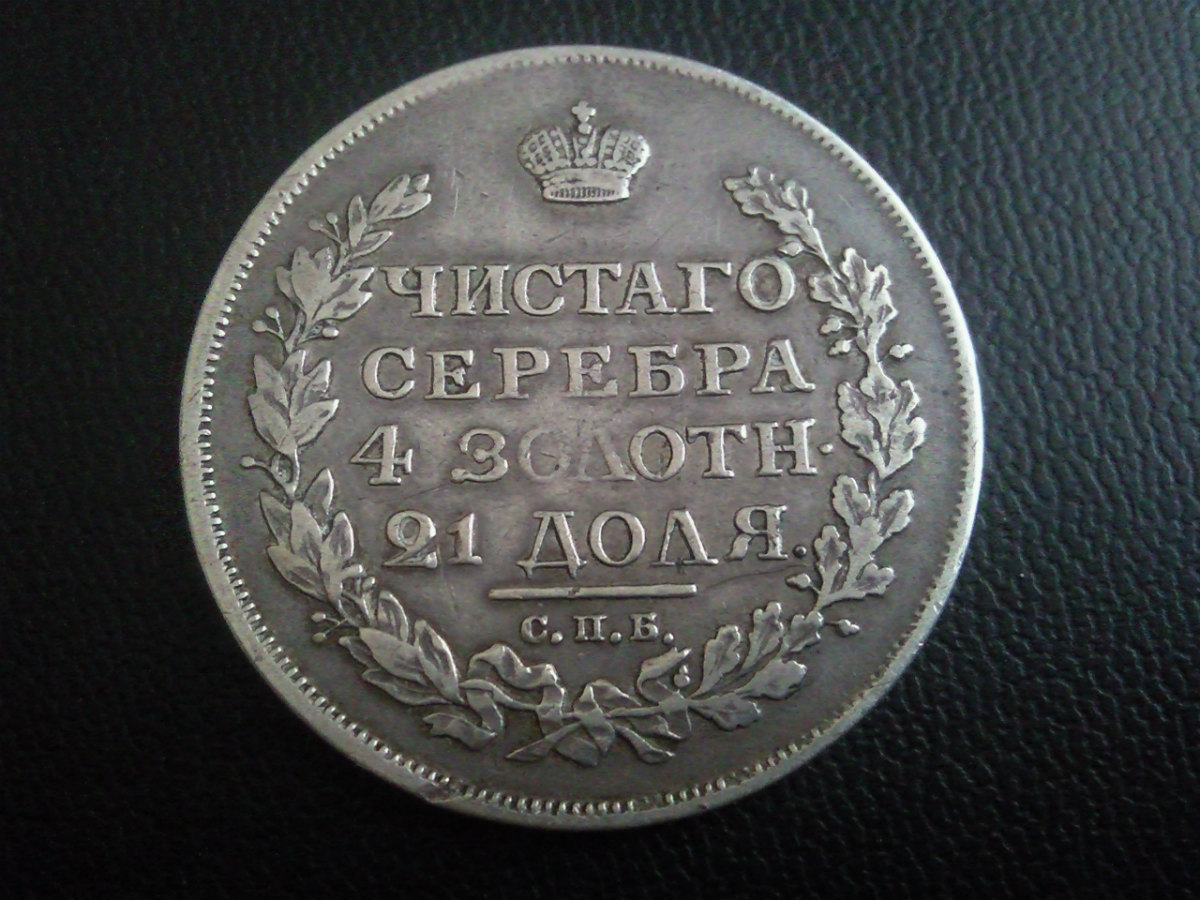 ЧИСТАГО
СЕРЕБРА
4 ЗОЛОТН.
21 ДОЛЯ.
С.П.Б.